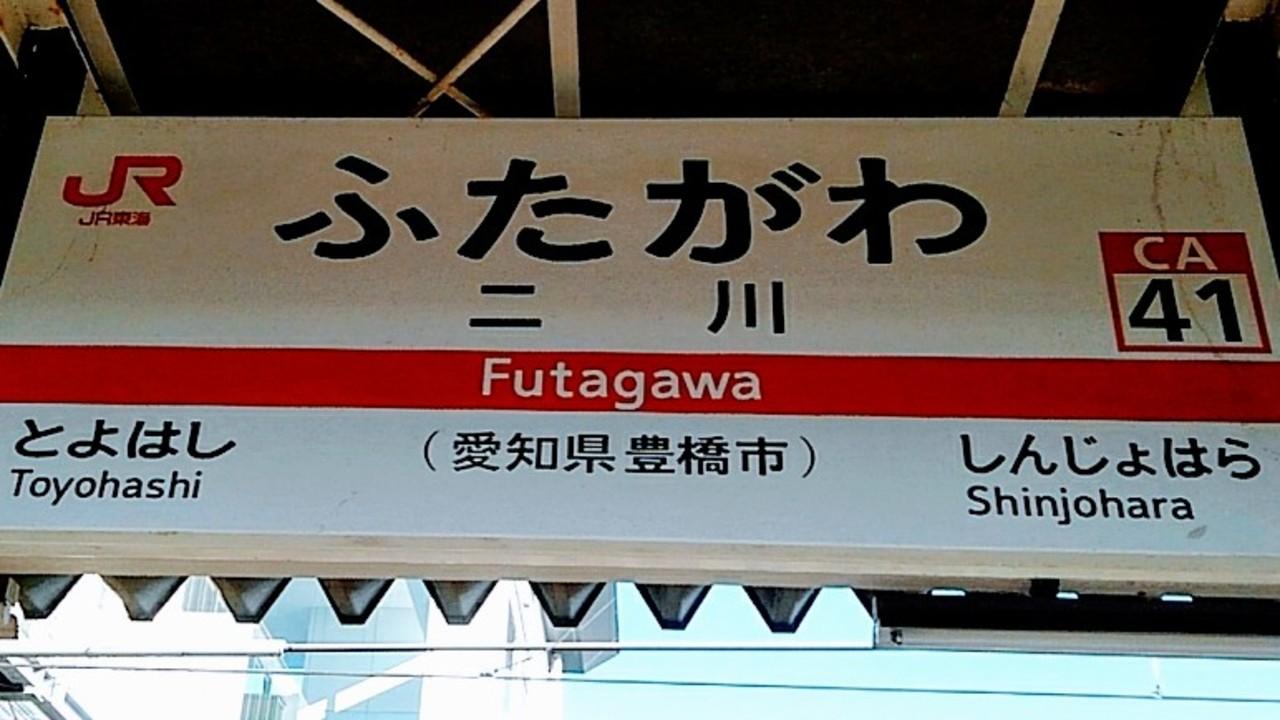 JR
JR東海
ふたがわ
二川
CA
41
Futagawa
とよはし
Toyohashi
（愛知県豊橋市）
しんじょはら
Shinjohara